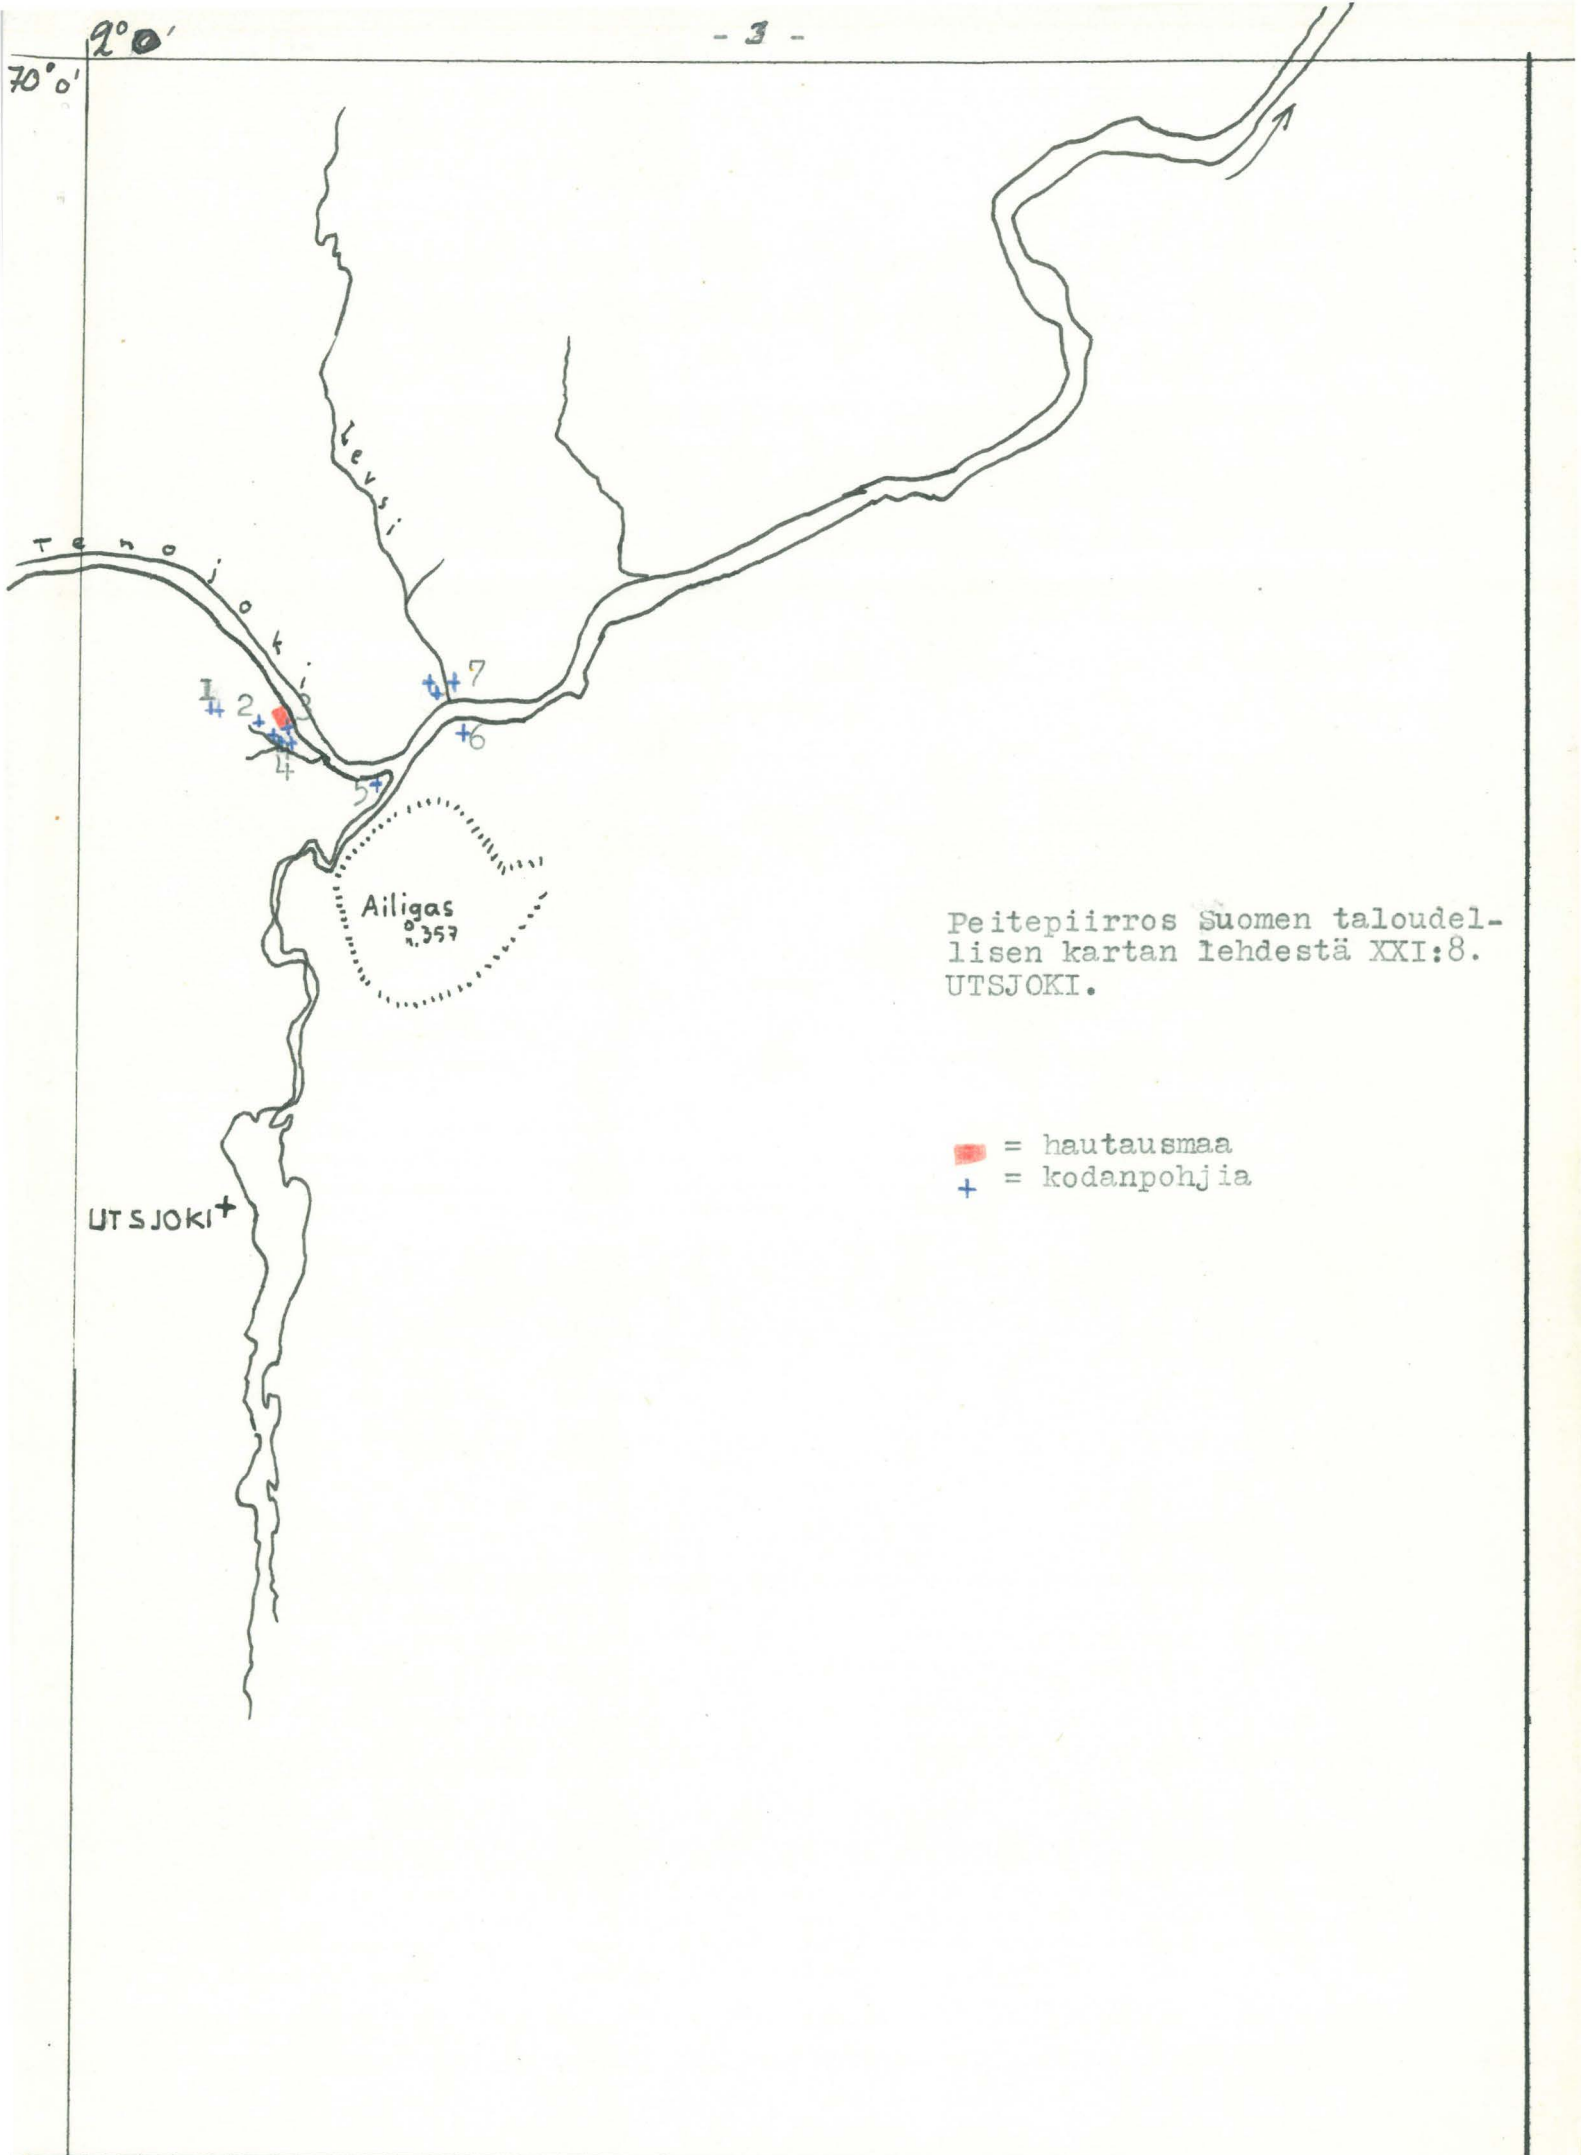 - 3 -
2° 0'
70° 0'
Tenojoki
Levsi
7
1
2
3
6
4
5
Ailigas
n. 357
Peitepiirros Suomen taloudel-
lisen kartan lehdestä XXI:8.
UTSJOKI.
= hautausmaa
= kodanpohjia
UTSJOKI